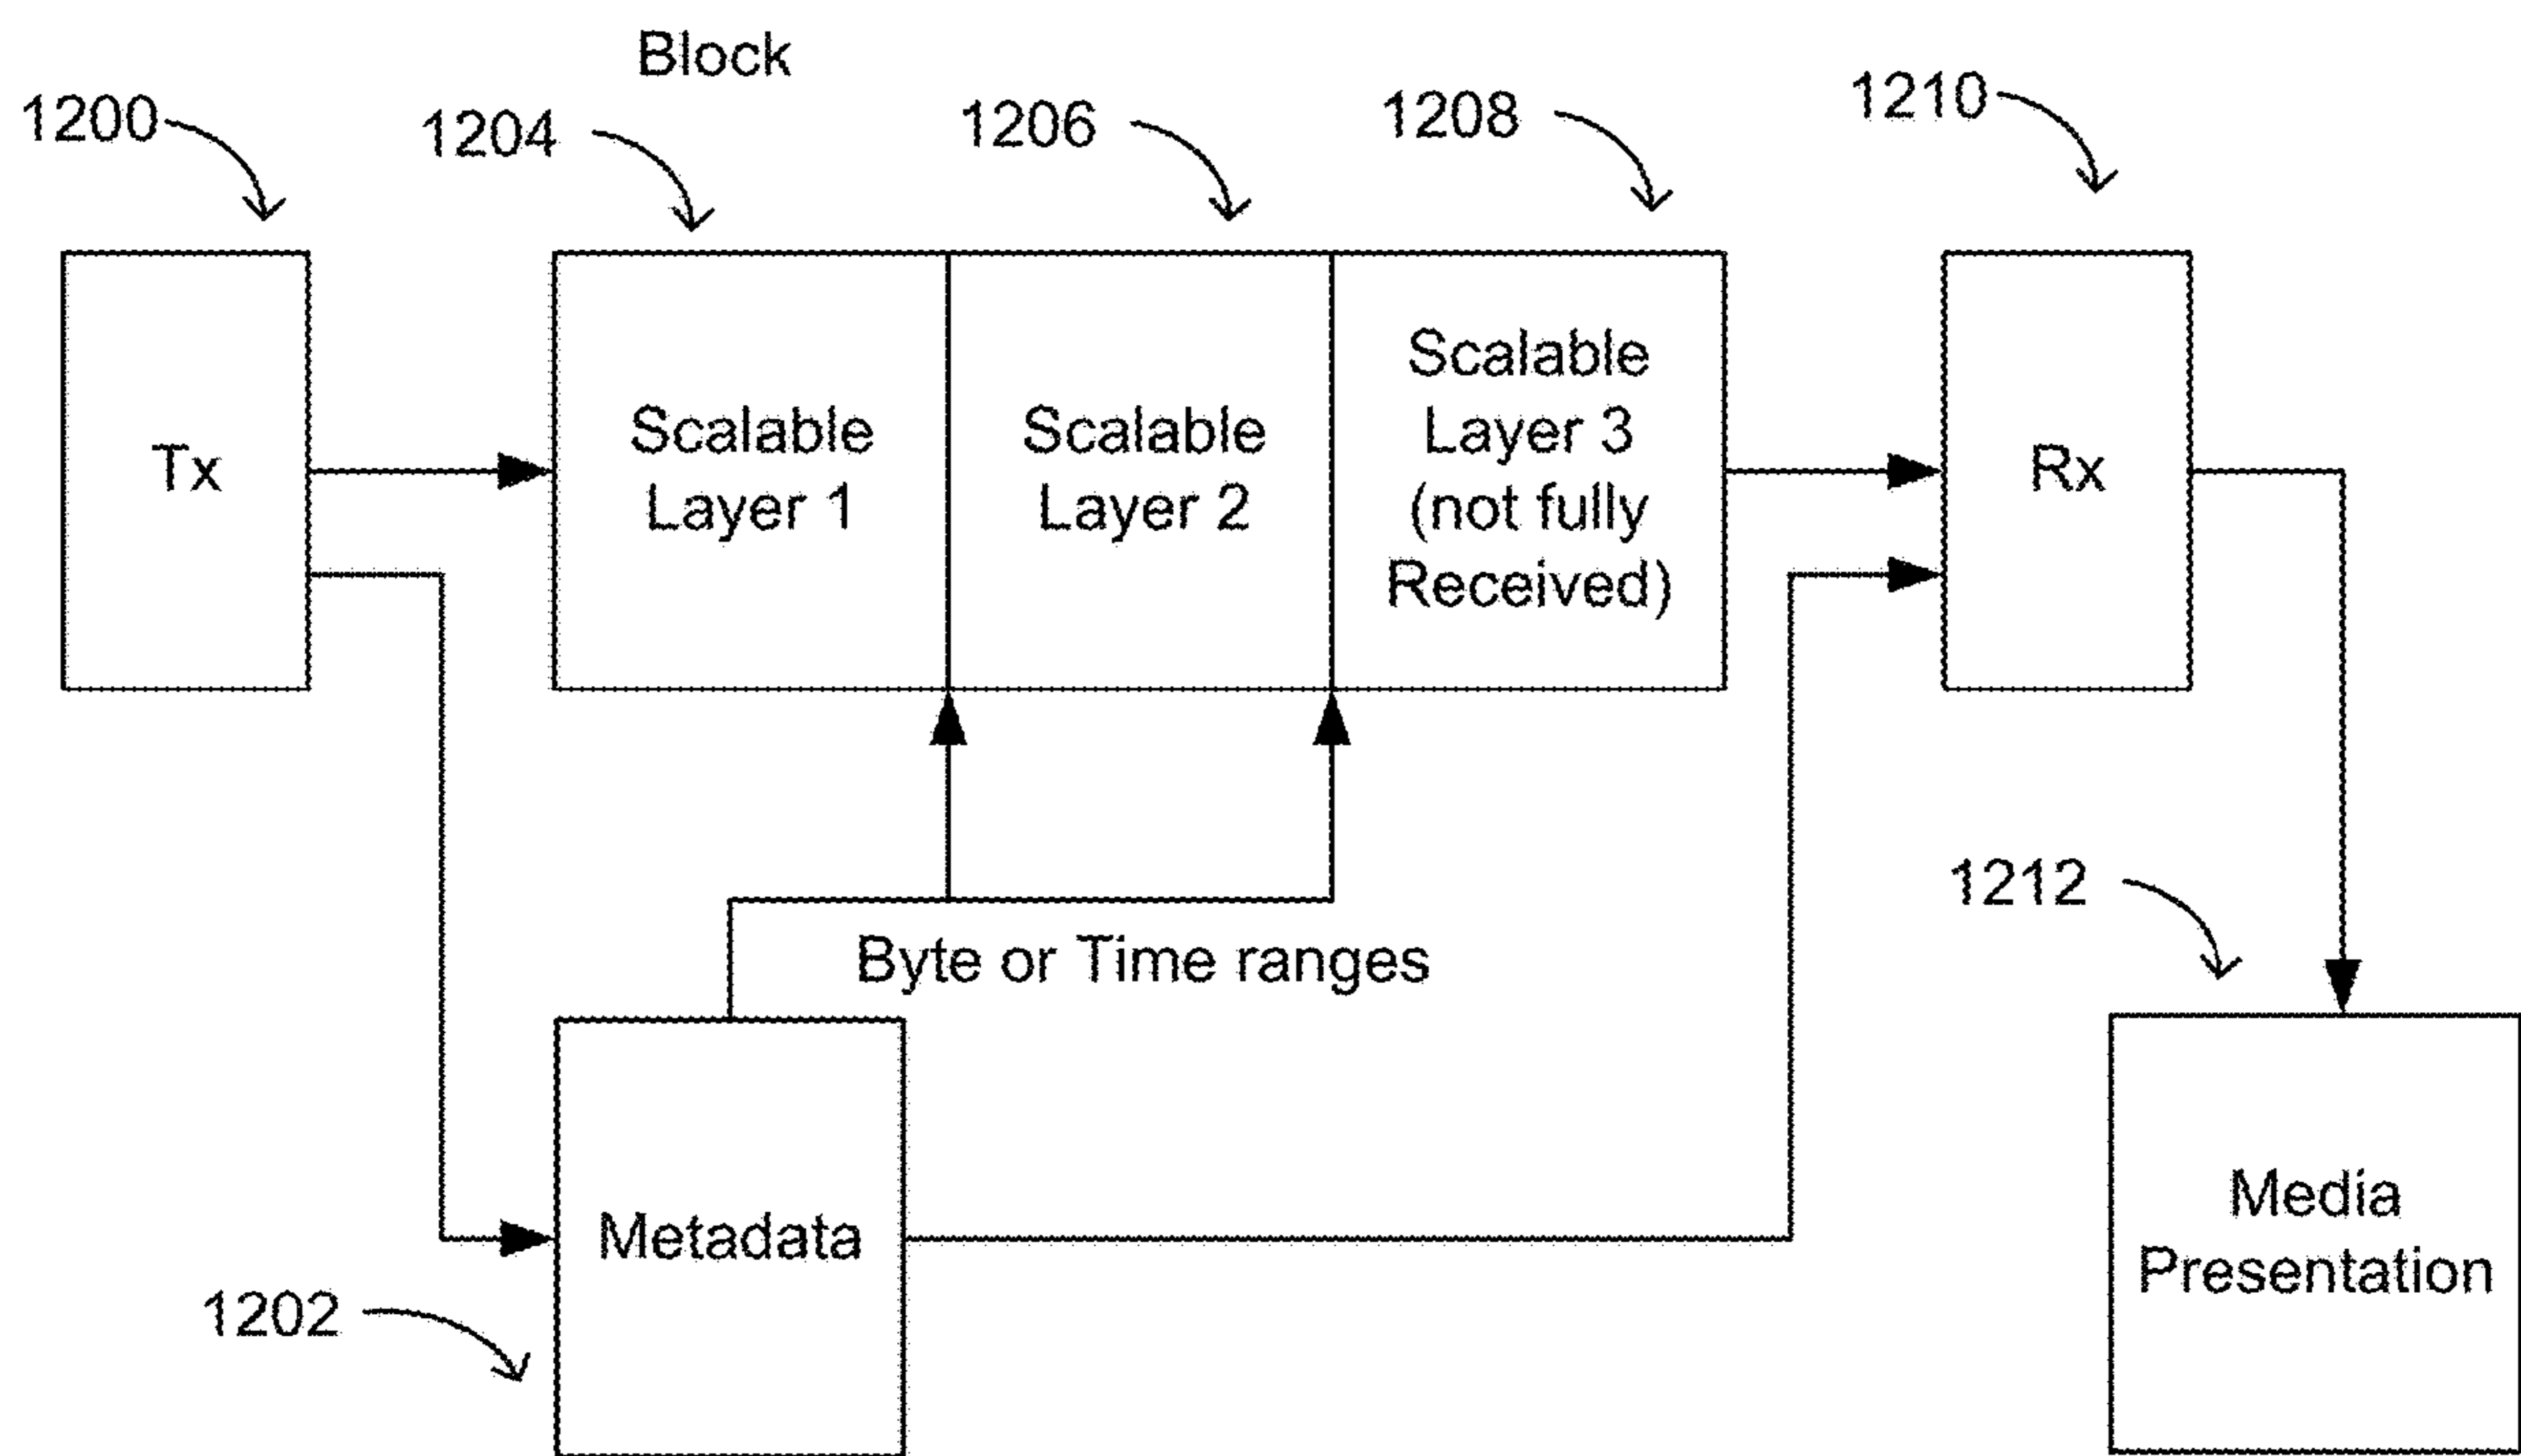 Block
1200
1204
1206
1208
1210
Tx
Scalable
Layer 1
Scalable
Layer 2
Scalable
Layer 3
(not fully
Received)
Rx
Byte or Time ranges
1212
Metadata
1202
Media
Presentation